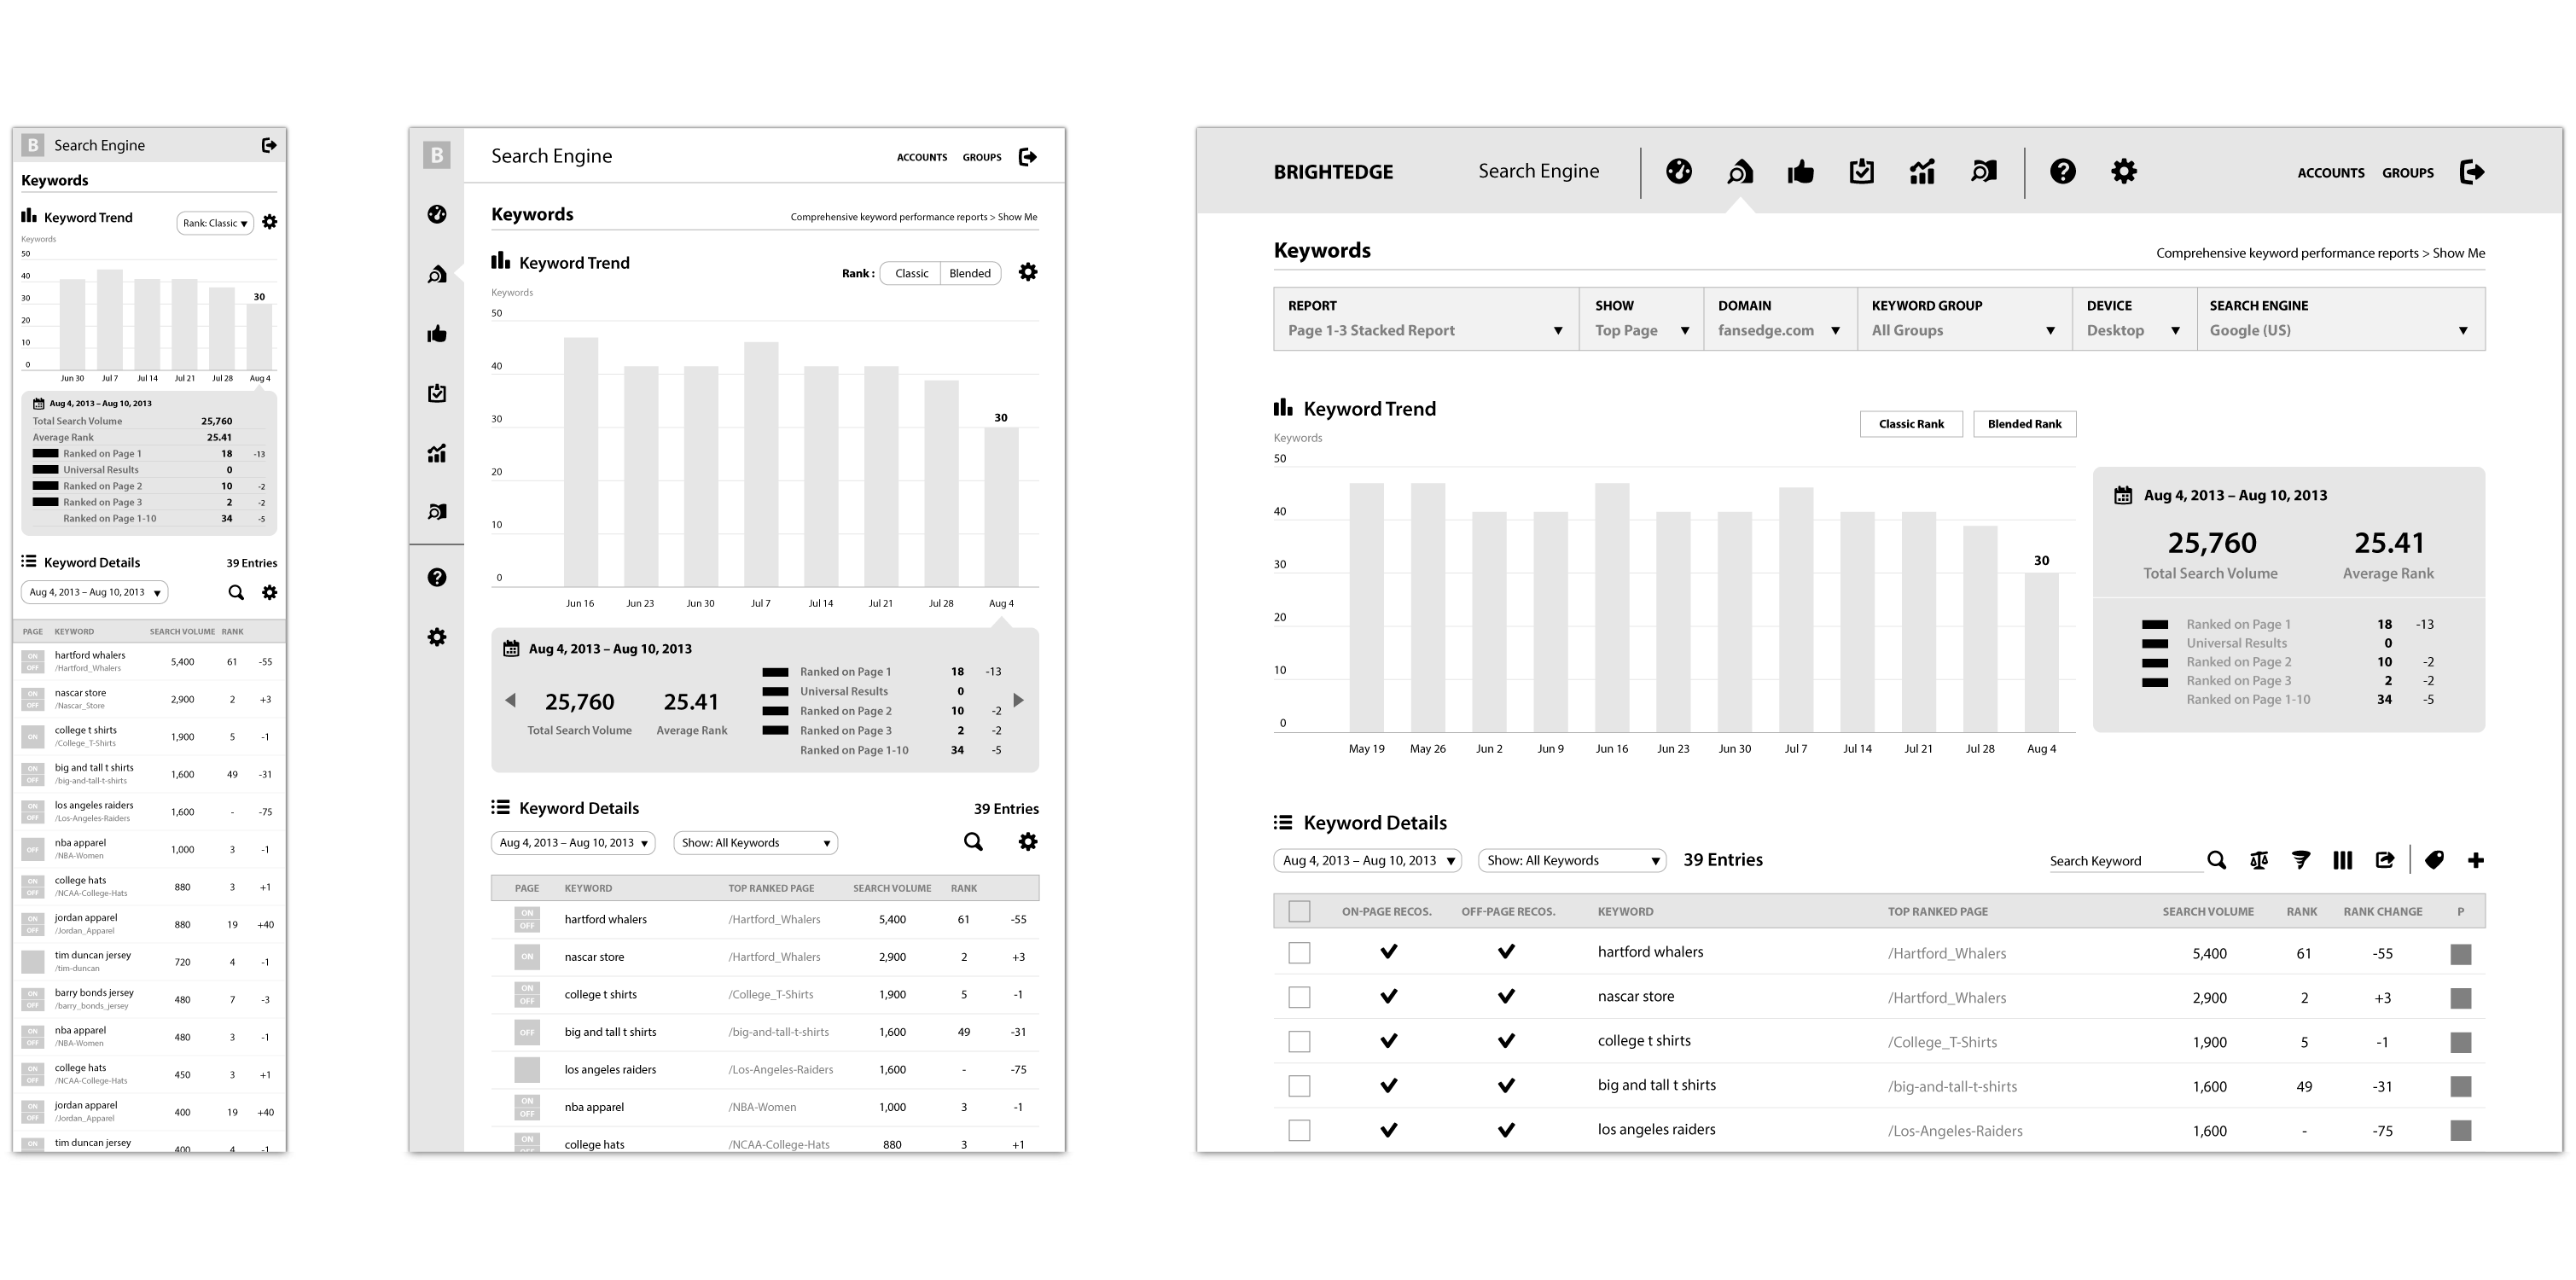 B Search Engine
Keywords
Keyword Trend Rank: Classic
Keywords
50
40
30
20
10
0
30
Jun 30 Jul 7 Jul 14 Jul 21 Jul 28 Aug 4
Aug 4, 2013 – Aug 10, 2013
Total Search Volume 25,760
Average Rank 25.41
Ranked on Page 1 18 -13
Universal Results 0
Ranked on Page 2 10 -2
Ranked on Page 3 2 -2
Ranked on Page 1-10 34 -5
Keyword Details 39 Entries
Aug 4, 2013 – Aug 10, 2013
PAGE KEYWORD SEARCH VOLUME RANK
ON OFF hartford whalers 5,400 61 -55
/Hartford_Whalers
ON OFF nascar store 2,900 2 +3
/Nascar_Store
ON college t shirts 1,900 5 -1
/College_T-Shirts
ON OFF big and tall t shirts 1,600 49 -31
/big-and-tall-t-shirts
ON OFF los angeles raiders 1,600 - -75
/Los-Angeles-Raiders
OFF nba apparel 1,000 3 -1
/NBA-Women
ON OFF college hats 880 3 +1
/NCAA-College-Hats
ON OFF jordan apparel 880 19 +40
/Jordan_Apparel
tim duncan jersey 720 4 -1
/tim-duncan
ON OFF barry bonds jersey 480 7 -3
/barry_bonds_jersey
ON OFF nba apparel 480 3 -1
/NBA-Women
ON OFF college hats 450 3 +1
/NCAA-College-Hats
ON OFF jordan apparel 400 19 +40
/Jordan_Apparel
ON tim duncan jersey 400 4 -1
B Search Engine ACCOUNTS GROUPS
Keywords Comprehensive keyword performance reports > Show Me
Keyword Trend Rank : Classic Blended
Keywords
50
40
30
20
10
0
30
Jun 16 Jun 23 Jun 30 Jul 7 Jul 14 Jul 21 Jul 28 Aug 4
Aug 4, 2013 – Aug 10, 2013
25,760 Total Search Volume
25.41 Average Rank
Ranked on Page 1 18 -13
Universal Results 0
Ranked on Page 2 10 -2
Ranked on Page 3 2 -2
Ranked on Page 1-10 34 -5
Keyword Details 39 Entries
Aug 4, 2013 – Aug 10, 2013 Show: All Keywords
PAGE KEYWORD TOP RANKED PAGE SEARCH VOLUME RANK
ON OFF hartford whalers /Hartford_Whalers 5,400 61 -55
ON nascar store /Hartford_Whalers 2,900 2 +3
ON OFF college t shirts /College_T-Shirts 1,900 5 -1
OFF big and tall t shirts /big-and-tall-t-shirts 1,600 49 -31
los angeles raiders /Los-Angeles-Raiders 1,600 - -75
ON OFF nba apparel /NBA-Women 1,000 3 -1
ON OFF college hats /NCAA-College-Hats 880 3 +1
BRIGHTEDGE Search Engine ACCOUNTS GROUPS
Keywords Comprehensive keyword performance reports > Show Me
REPORT SHOW DOMAIN KEYWORD GROUP DEVICE SEARCH ENGINE
Page 1-3 Stacked Report Top Page fansedge.com All Groups Desktop Google (US)
Keyword Trend Classic Rank Blended Rank
Keywords
50
40
30
20
10
0
30
May 19 May 26 Jun 2 Jun 9 Jun 16 Jun 23 Jun 30 Jul 7 Jul 14 Jul 21 Jul 28 Aug 4
Aug 4, 2013 – Aug 10, 2013
25,760 25.41
Total Search Volume Average Rank
Ranked on Page 1 18 -13
Universal Results 0
Ranked on Page 2 10 -2
Ranked on Page 3 2 -2
Ranked on Page 1-10 34 -5
Keyword Details
Aug 4, 2013 – Aug 10, 2013 Show: All Keywords 39 Entries Search Keyword
ON-PAGE RECOS. OFF-PAGE RECOS. KEYWORD TOP RANKED PAGE SEARCH VOLUME RANK RANK CHANGE P
hartford whalers /Hartford_Whalers 5,400 61 -55
nascar store /Hartford_Whalers 2,900 2 +3
college t shirts /College_T-Shirts 1,900 5 -1
big and tall t shirts /big-and-tall-t-shirts 1,600 49 -31
los angeles raiders /Los-Angeles-Raiders 1,600 - -75